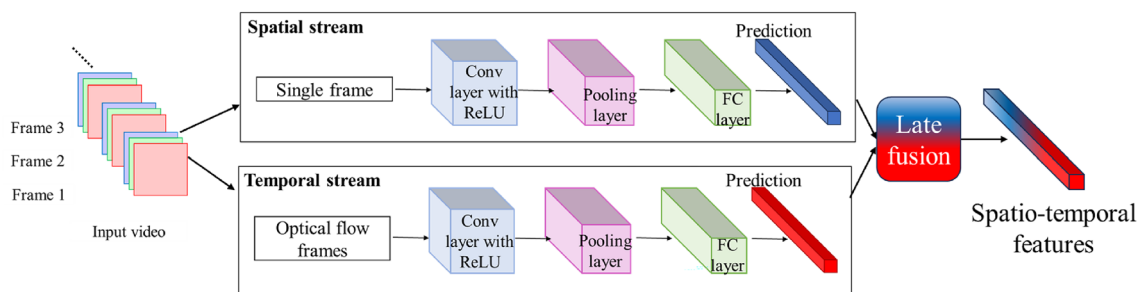 Frame 3
Frame 2
Frame 1
Input video
Spatial stream
Single frame
Conv
layer with
ReLU
Pooling
layer
FC
layer
Prediction
Temporal stream
Optical flow
frames
Conv
layer with
ReLU
Pooling
layer
FC
layer
Prediction
Late
fusion
Spatio-temporal
features